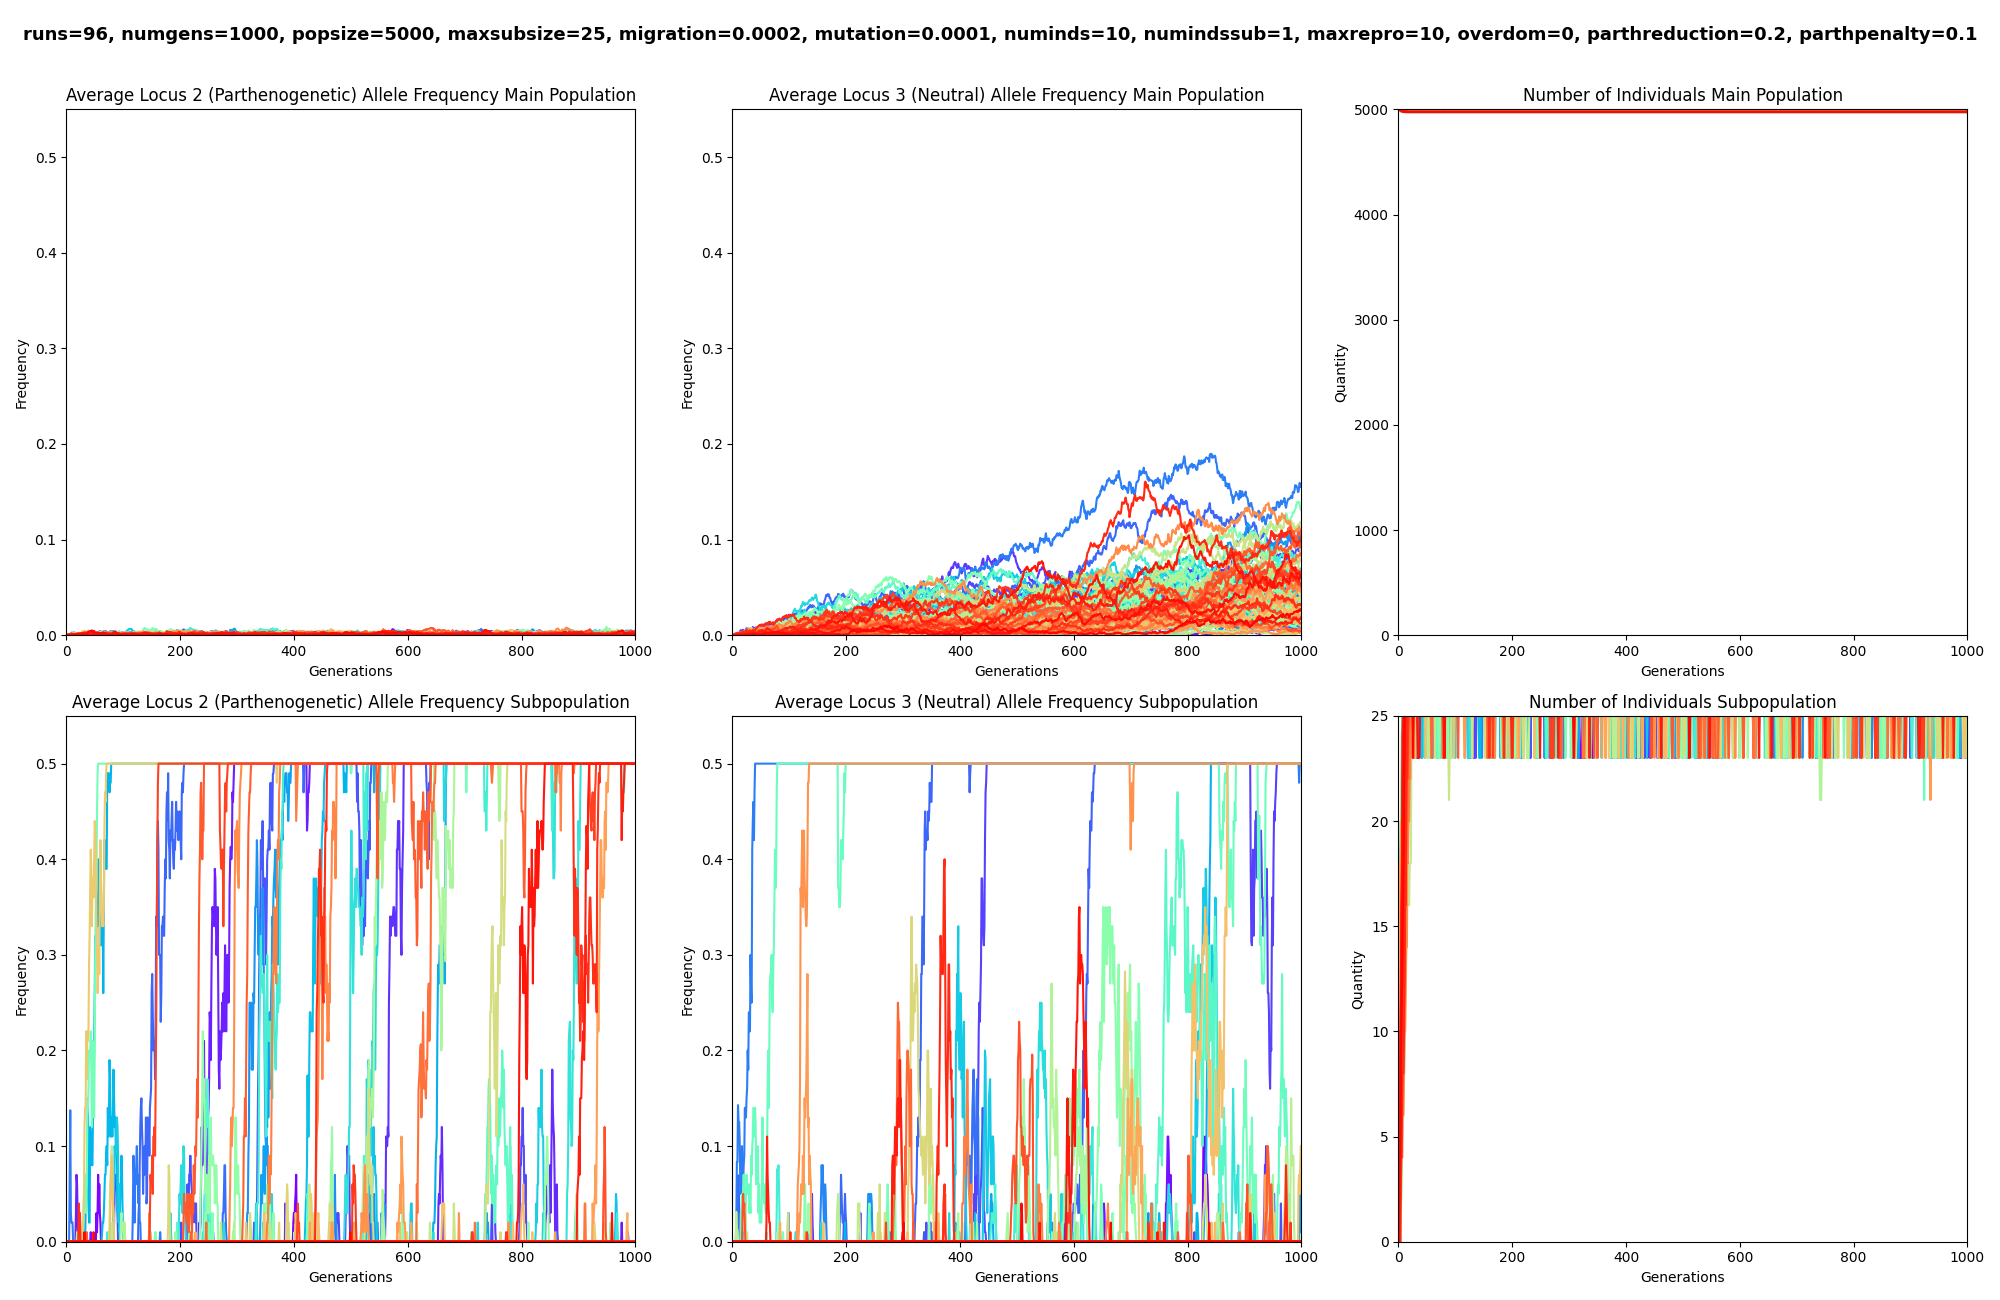 runs=96, numgens=1000, popsize=5000, maxsubsize=25, migration=0.0002, mutation=0.0001, numinds=10, numindssub=1, maxrepro=10, overdom=0, parthreduction=0.2, parthpenalty=0.1
Average Locus 2 (Parthenogenetic) Allele Frequency Main Population
Frequency
0.5
0.4
0.3
0.2
0.1
0.0
0 200 400 600 800 1000
Generations
Average Locus 3 (Neutral) Allele Frequency Main Population
Frequency
0.5
0.4
0.3
0.2
0.1
0.0
0 200 400 600 800 1000
Generations
Number of Individuals Main Population
Quantity
5000
4000
3000
2000
1000
0
0 200 400 600 800 1000
Generations
Average Locus 2 (Parthenogenetic) Allele Frequency Subpopulation
Frequency
0.5
0.4
0.3
0.2
0.1
0.0
0 200 400 600 800 1000
Generations
Average Locus 3 (Neutral) Allele Frequency Subpopulation
Frequency
0.5
0.4
0.3
0.2
0.1
0.0
0 200 400 600 800 1000
Generations
Number of Individuals Subpopulation
Quantity
25
20
15
10
5
0
0 200 400 600 800 1000
Generations